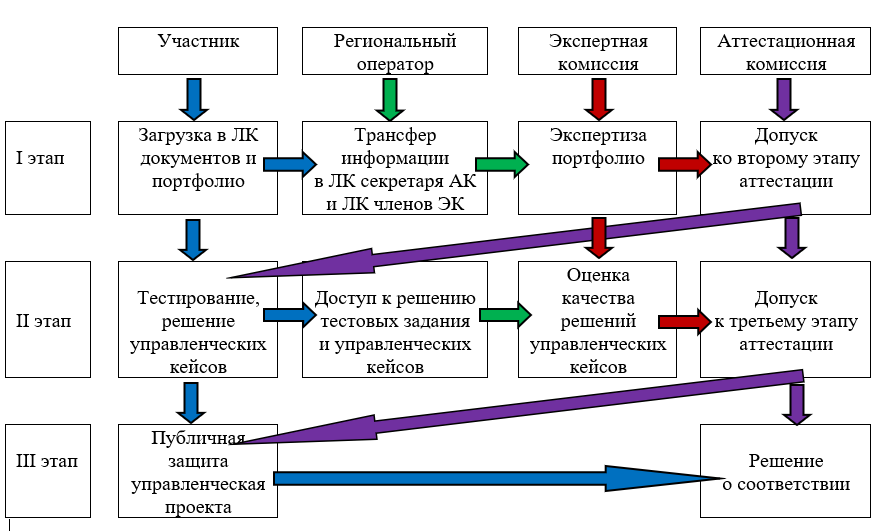 Участник
Региональный
оператор
Экспертная
комиссия
Аттестационная
комиссия
I этап
Загрузка в ЛК
документов и
портфолио
Трансфер
информации
в ЛК секретаря АК
и ЛК членов ЭК
Экспертиза
портфолио
Допуск
ко второму этапу
аттестации
II этап
Тестирование,
решение
управленческих
кейсов
Доступ к решению
тестовых задания
и управленческих
кейсов
Оценка
качества
решений
управленческих
кейсов
Допуск
к третьему этапу
аттестации
III этап
Публичная
защита
управленческая
проекта
Решение
о соответствии